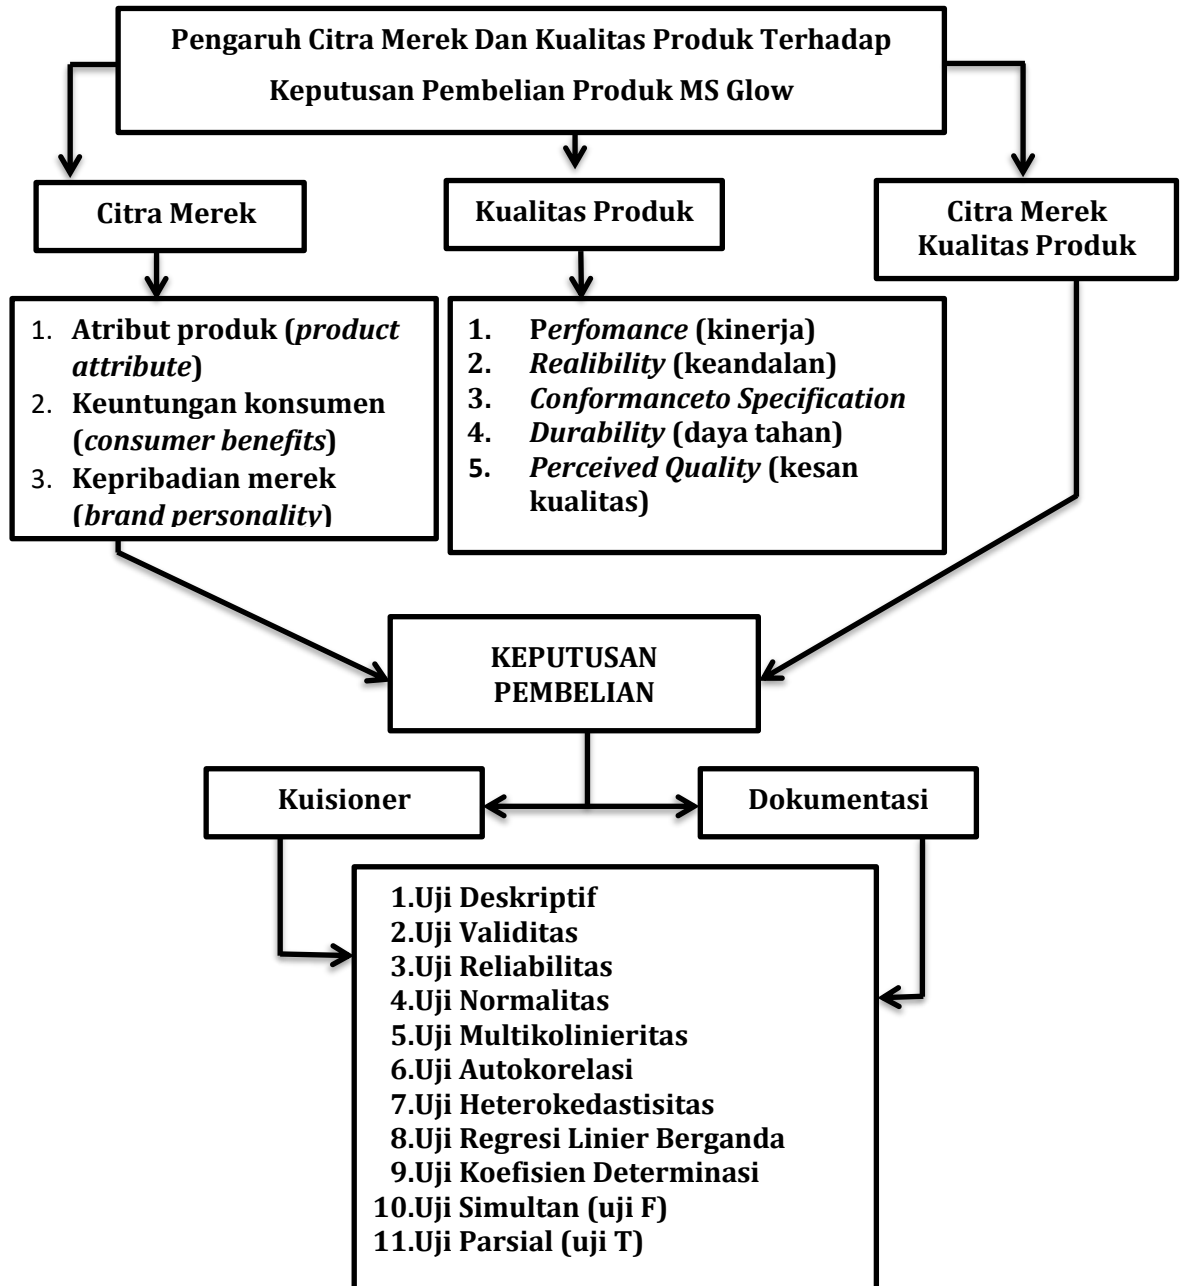 Pengaruh Citra Merek Dan Kualitas Produk Terhadap
Keputusan Pembelian Produk MS Glow
Citra Merek
Kualitas Produk
Citra Merek
Kualitas Produk
1. Atribut produk (product
attribute)
2. Keuntungan konsumen
(consumer benefits)
3. Kepribadian merek
(brand personality)
1. Perfomance (kinerja)
2. Realibility (keandalan)
3. Conformanceto Specification
4. Durability (daya tahan)
5. Perceived Quality (kesan
kualitas)
KEPUTUSAN
PEMBELIAN
Kuisioner
Dokumentasi
1.Uji Deskriptif
2.Uji Validitas
3.Uji Reliabilitas
4.Uji Normalitas
5.Uji Multikolinieritas
6.Uji Autokorelasi
7.Uji Heterokedastisitas
8.Uji Regresi Linier Berganda
9.Uji Koefisien Determinasi
10.Uji Simultan (uji F)
11.Uji Parsial (uji T)